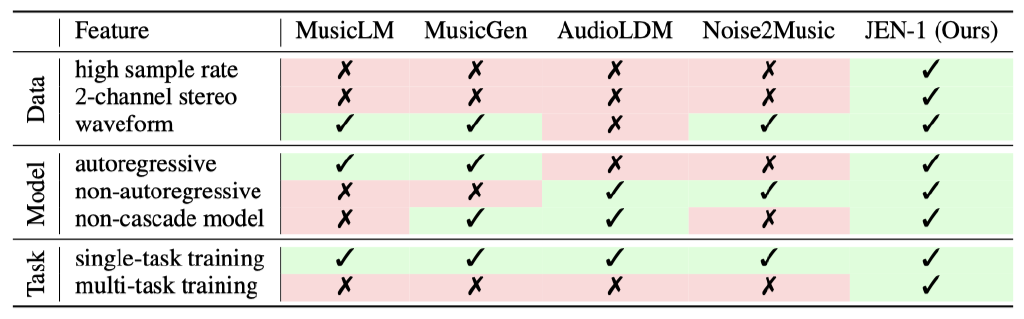 Feature MusicLM MusicGen AudioLDM Noise2Music JEN-1 (Ours)
Data
high sample rate ✗ ✗ ✗ ✗ ✓
2-channel stereo ✗ ✗ ✗ ✗ ✓
waveform ✓ ✓ ✗ ✓ ✓
Model
autoregressive ✓ ✓ ✗ ✗ ✓
non-autoregressive ✗ ✗ ✓ ✓ ✓
non-cascade model ✗ ✓ ✓ ✗ ✓
Task
single-task training ✓ ✓ ✓ ✓ ✓
multi-task training ✗ ✗ ✗ ✗ ✓